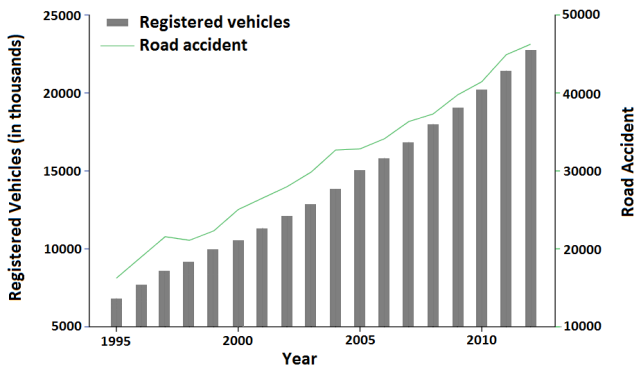 Registered vehicles
Road accident
Registered Vehicles (in thousands)
25000
20000
15000
10000
5000
50000
40000
30000
20000
10000
Road Accident
1995
2000
2005
2010
Year